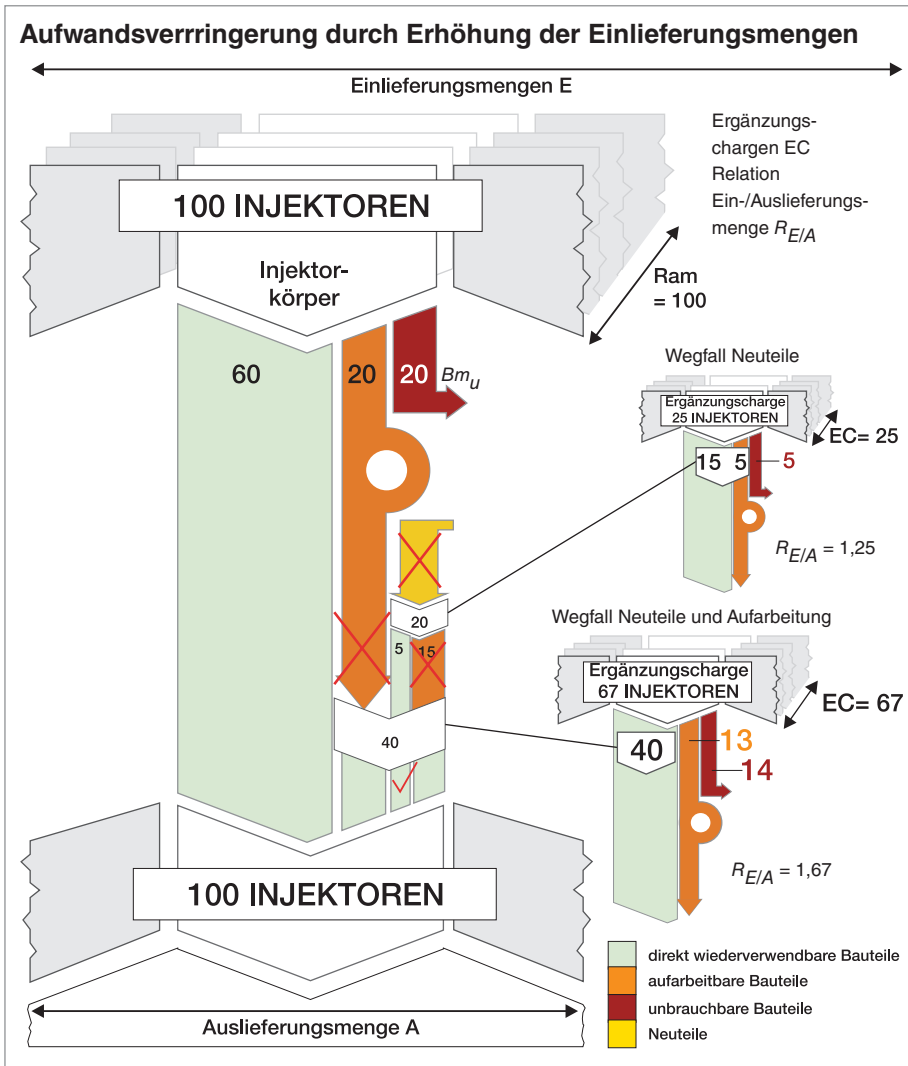 Aufwandsverrringerung durch Erhöhung der Einlieferungsmengen
Einlieferungsmengen E
Ergänzungs-
chargen EC
Relation
Ein-/Auslieferungs-
menge R E/A
100 INJEKTOREN
Injektor-
körper
Ram
= 100
60
20
20
Bm u
Wegfall Neuteile
Ergänzungscharge
25 INJEKTOREN
EC= 25
15 5
5
R E/A = 1,25
20
5
15
40
Wegfall Neuteile und Aufarbeitung
Ergänzungscharge
67 INJEKTOREN
EC= 67
40
13
14
R E/A = 1,67
100 INJEKTOREN
Auslieferungsmenge A
direkt wiederverwendbare Bauteile
aufarbeitbare Bauteile
unbrauchbare Bauteile
Neuteile